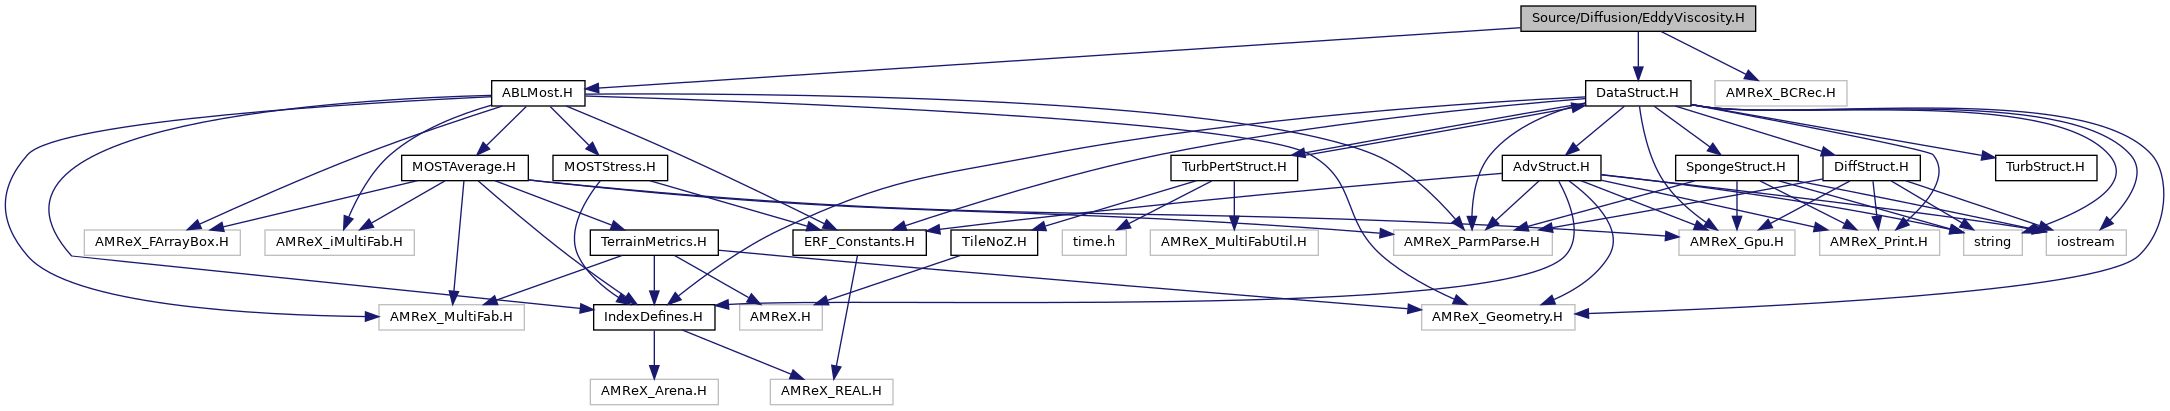 Source/Diffusion/EddyViscosity.H
ABLMost.H
DataStruct.H
AMReX_BCRec.H
MOSTAverage.H
MOSTStress.H
TurbPertStruct.H
AdvStruct.H
SpongeStruct.H
DiffStruct.H
TurbStruct.H
AMReX_FArrayBox.H
AMReX_iMultiFab.H
TerrainMetrics.H
ERF_Constants.H
TileNoZ.H
time.h
AMReX_MultiFabUtil.H
AMReX_ParmParse.H
AMReX_Gpu.H
AMReX_Print.H
string
iostream
AMReX_MultiFab.H
IndexDefines.H
AMReX.H
AMReX_Geometry.H
AMReX_Arena.H
AMReX_REAL.H